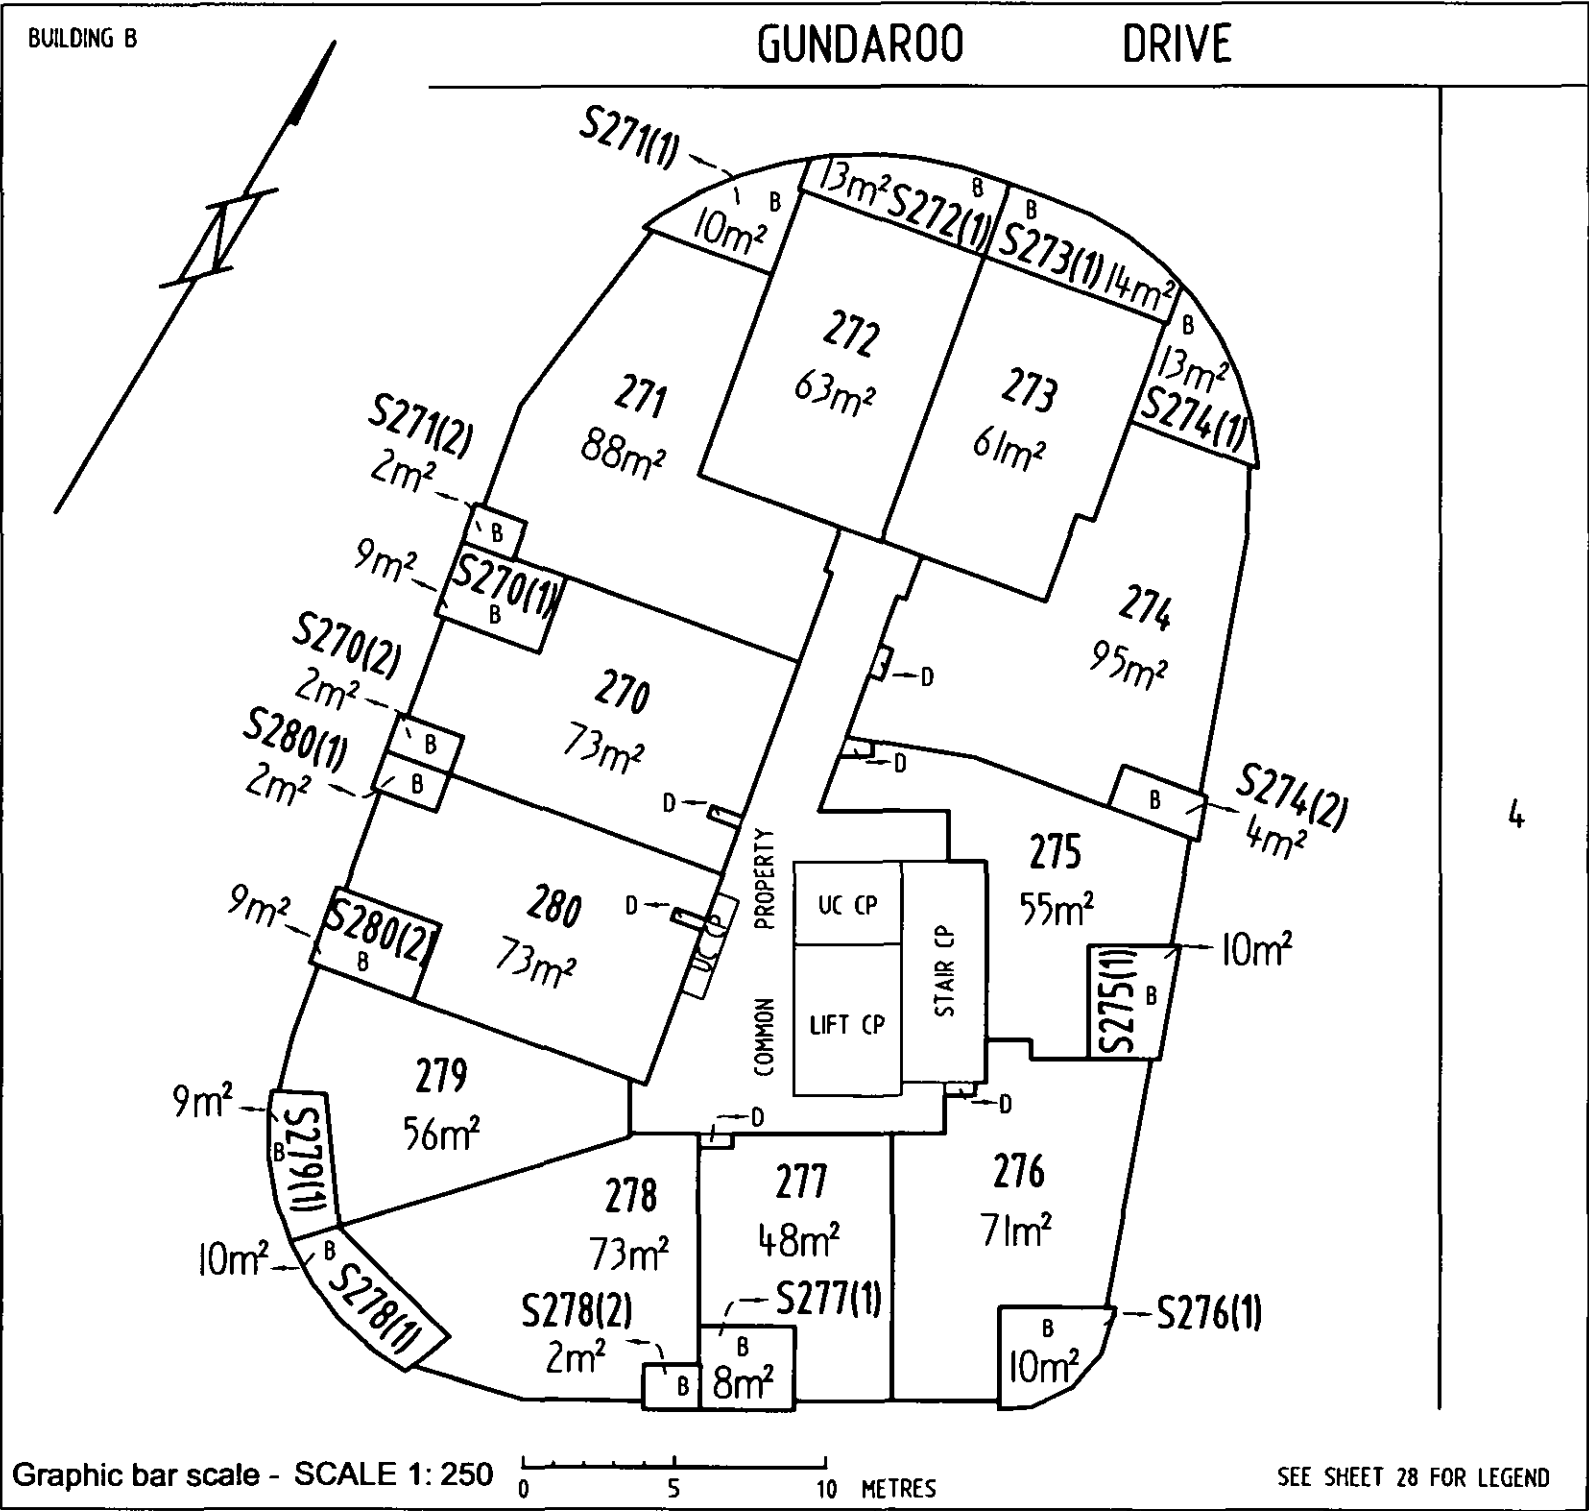 BUILDING B
GUNDAROO DRIVE
S271(1)
B
10m²
13m²
B
S272(1)
B
S273(1)
14m²
B
13m²
S274(1)
272
63m²
273
61m²
271
88m²
S271(2)
2m²
B
9m²
S270(1)
B
274
95m²
D
S270(2)
2m²
B
270
73m²
S280(1)
2m²
B
D
D
B
S274(2)
4m²
4
275
55m²
COMMON PROPERTY
UC CP
STAIR CP
LIFT CP
280
73m²
D
UC CP
9m²
S280(2)
B
10m²
S275(1)
B
279
56m²
9m²
S279(1)
B
D
D
278
73m²
277
48m²
276
71m²
10m²
B
S278(1)
S278(2)
2m²
B
S277(1)
B
8m²
S276(1)
B
10m²
Graphic bar scale - SCALE 1: 250
0 5 10 METRES
SEE SHEET 28 FOR LEGEND